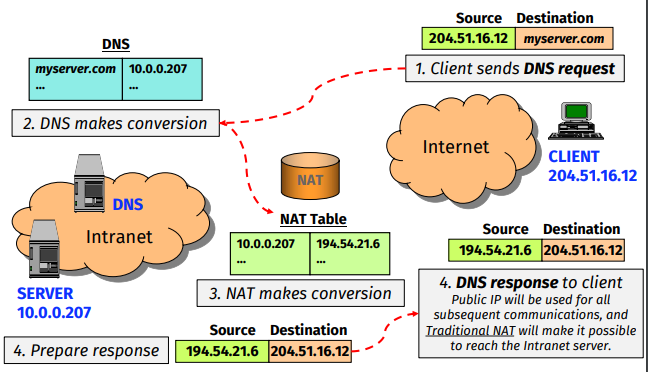 Source Destination
204.51.16.12 myserver.com
1. Client sends DNS request
DNS
myserver.com 10.0.0.207
... ...
2. DNS makes conversion
Internet
CLIENT
204.51.16.12
NAT
DNS
Intranet
SERVER
10.0.0.207
NAT Table
10.0.0.207 194.54.21.6
... ...
3. NAT makes conversion
Source Destination
194.54.21.6 204.51.16.12
4. DNS response to client
Public IP will be used for all
subsequent communications, and
Traditional NAT will make it possible
to reach the Intranet server.
4. Prepare response
Source Destination
194.54.21.6 204.51.16.12